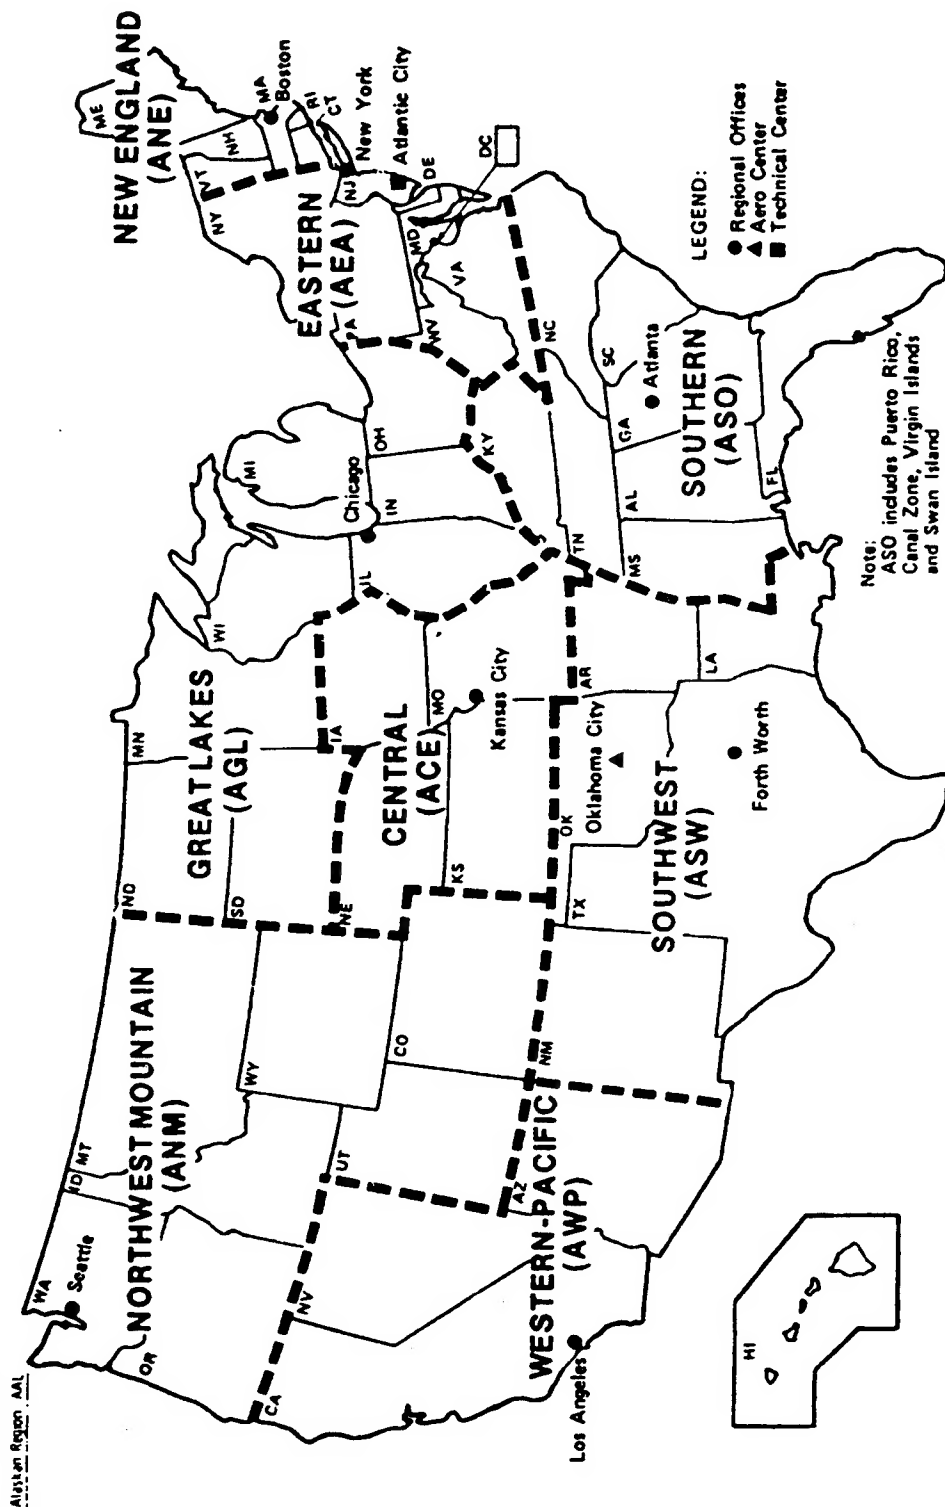 Alaskan Region AAL
NEW ENGLAND
(ANE)
ME
VT
NH
MA
Boston
RI
CT
NY
New York
NJ
Atlantic City
EASTERN
(AEA)
PA
MD
DE
DC
WV
VA
GREAT LAKES
(AGL)
ND
MN
SD
WI
MI
Chicago
IL
IN
OH
KY
NORTHWEST MOUNTAIN
(ANM)
WA
Seattle
OR
ID
MT
WY
UT
CO
CENTRAL
(ACE)
NE
IA
KS
MO
Kansas City
WESTERN-PACIFIC
(AWP)
CA
NV
AZ
Los Angeles
HI
SOUTHWEST
(ASW)
NM
TX
OK
Oklahoma City
AR
LA
Forth Worth
SOUTHERN
(ASO)
TN
NC
SC
MS
AL
GA
Atlanta
FL
LEGEND:
Regional Offices
Aero Center
Technical Center
Note:
ASO includes Puerto Rico,
Canal Zone, Virgin Islands
and Swan Island